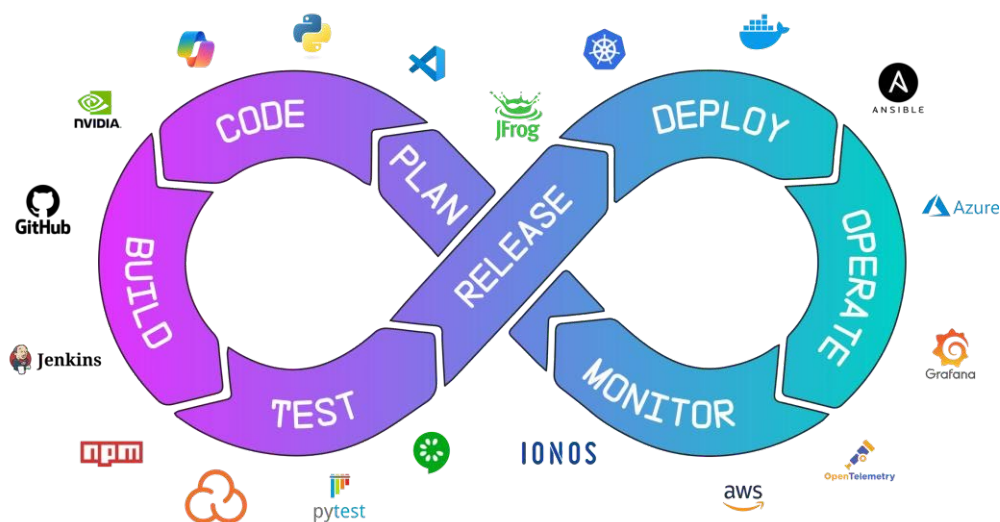 CODE
PLAN
BUILD
TEST
RELEASE
DEPLOY
OPERATE
MONITOR
NVIDIA.
JFrog
ANSIBLE
GitHub
Azure
Jenkins
Grafana
npm
IONOS
pytest
aws
OpenTelemetry